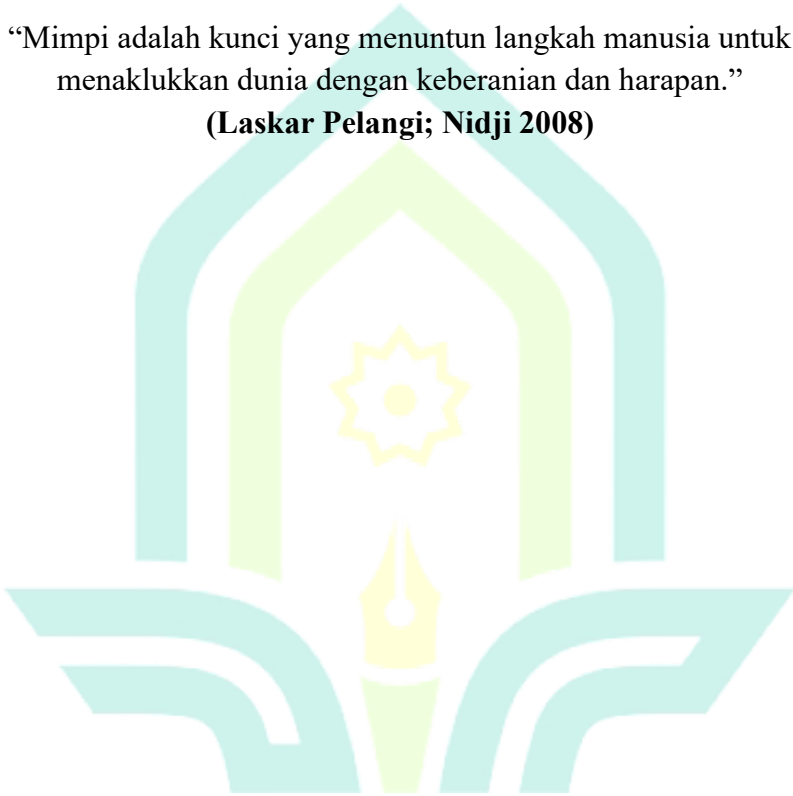 “Mimpi adalah kunci yang menuntun langkah manusia untuk
menaklukkan dunia dengan keberanian dan harapan.”
(Laskar Pelangi; Nidji 2008)